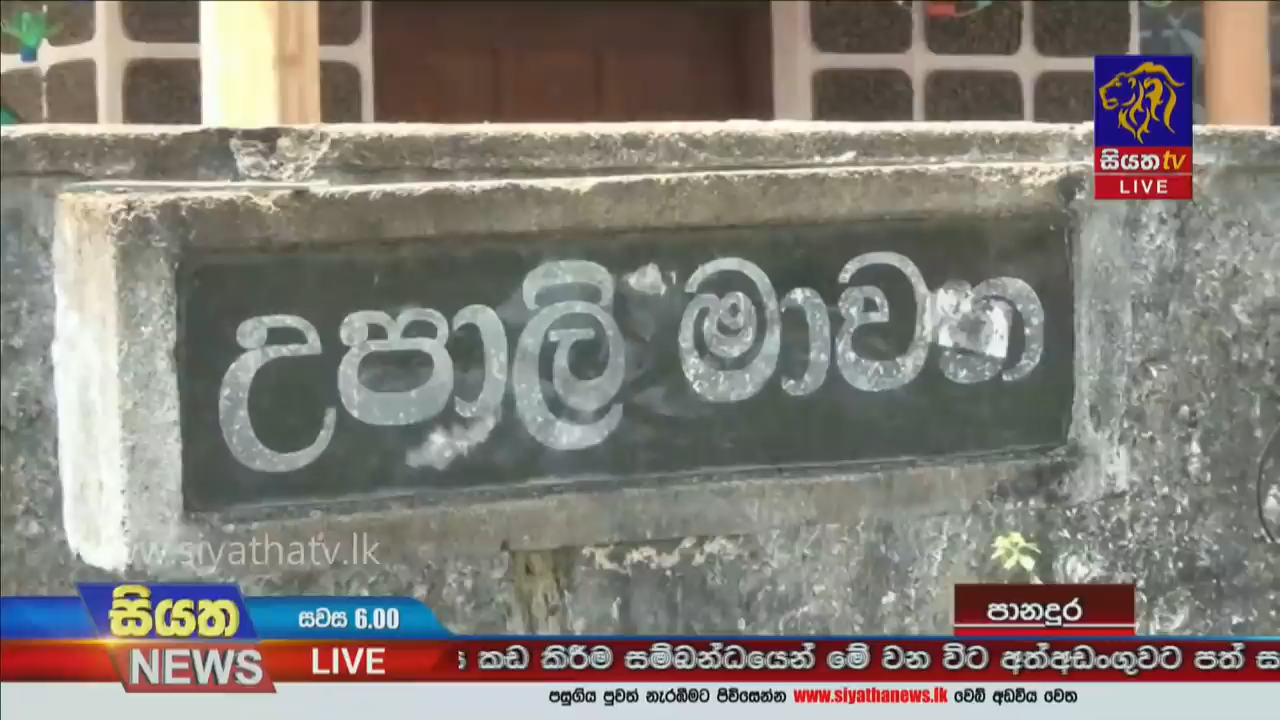 සියත tv
LIVE
උපාලි මාවත
www.siyathatv.lk
සියත
NEWS
සවස 6.00
LIVE
පානදුර
කඩ කිරීම සම්බන්ධයෙන් මේ වන විට අත්අඩංගුවට පත් ස
පසුගිය පුවත් නැරඹීමට පිවිසෙන්න www.siyathanews.lk වෙබ් අඩවිය වෙත